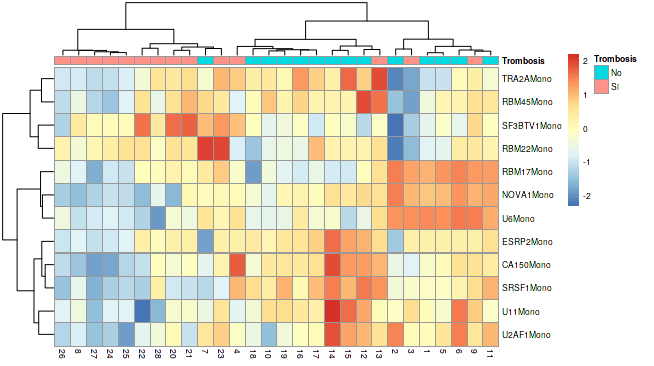 Trombosis
TRA2AMono
RBM45Mono
SF3BTV1Mono
RBM22Mono
RBM17Mono
NOVA1Mono
U6Mono
ESRP2Mono
CA150Mono
SRSF1Mono
U11Mono
U2AF1Mono
26 8 27 24 25 22 28 20 21 7 23 4 18 10 19 16 17 14 15 12 13 2 3 1 5 6 9 11
2
1
0
-1
-2
Trombosis
No
SI